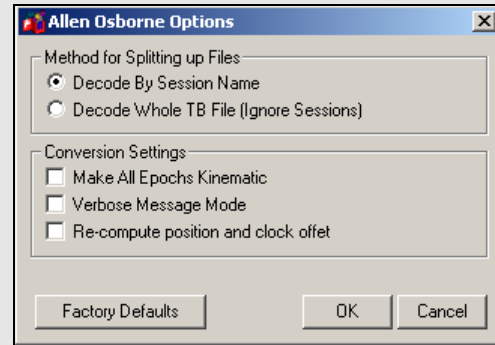 Allen Osborne Options
Method for Splitting up Files
Decode By Session Name
Decode Whole TB File (Ignore Sessions)
Conversion Settings
Make All Epochs Kinematic
Verbose Message Mode
Re-compute position and clock offet
Factory Defaults
OK
Cancel